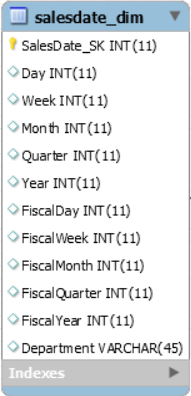 salesdate_dim
SalesDate_SK INT(11)
Day INT(11)
Week INT(11)
Month INT(11)
Quarter INT(11)
Year INT(11)
FiscalDay INT(11)
FiscalWeek INT(11)
FiscalMonth INT(11)
FiscalQuarter INT(11)
FiscalYear INT(11)
Department VARCHAR(45)
Indexes